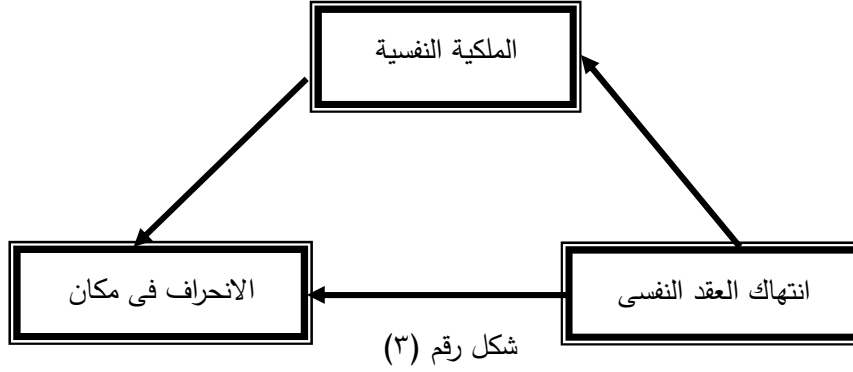 الملكية النفسية
انتهاك العقد النفسى
الانحراف فى مكان
شكل رقم (٣)